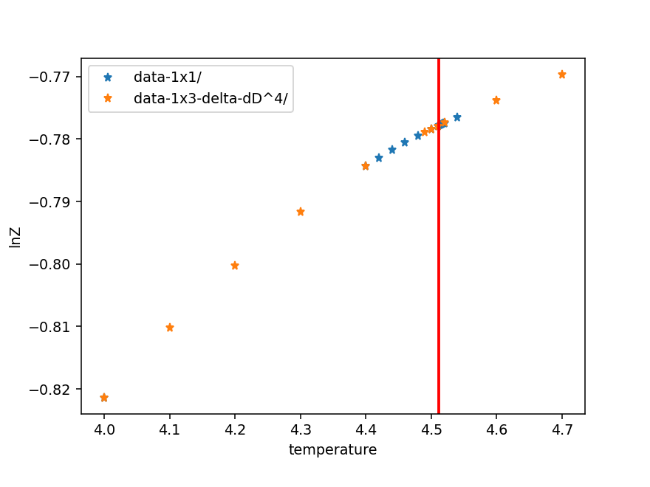 data-1x1/
data-1x3-delta-dD^4/
lnZ
−0.77
−0.78
−0.79
−0.80
−0.81
−0.82
4.0 4.1 4.2 4.3 4.4 4.5 4.6 4.7
temperature